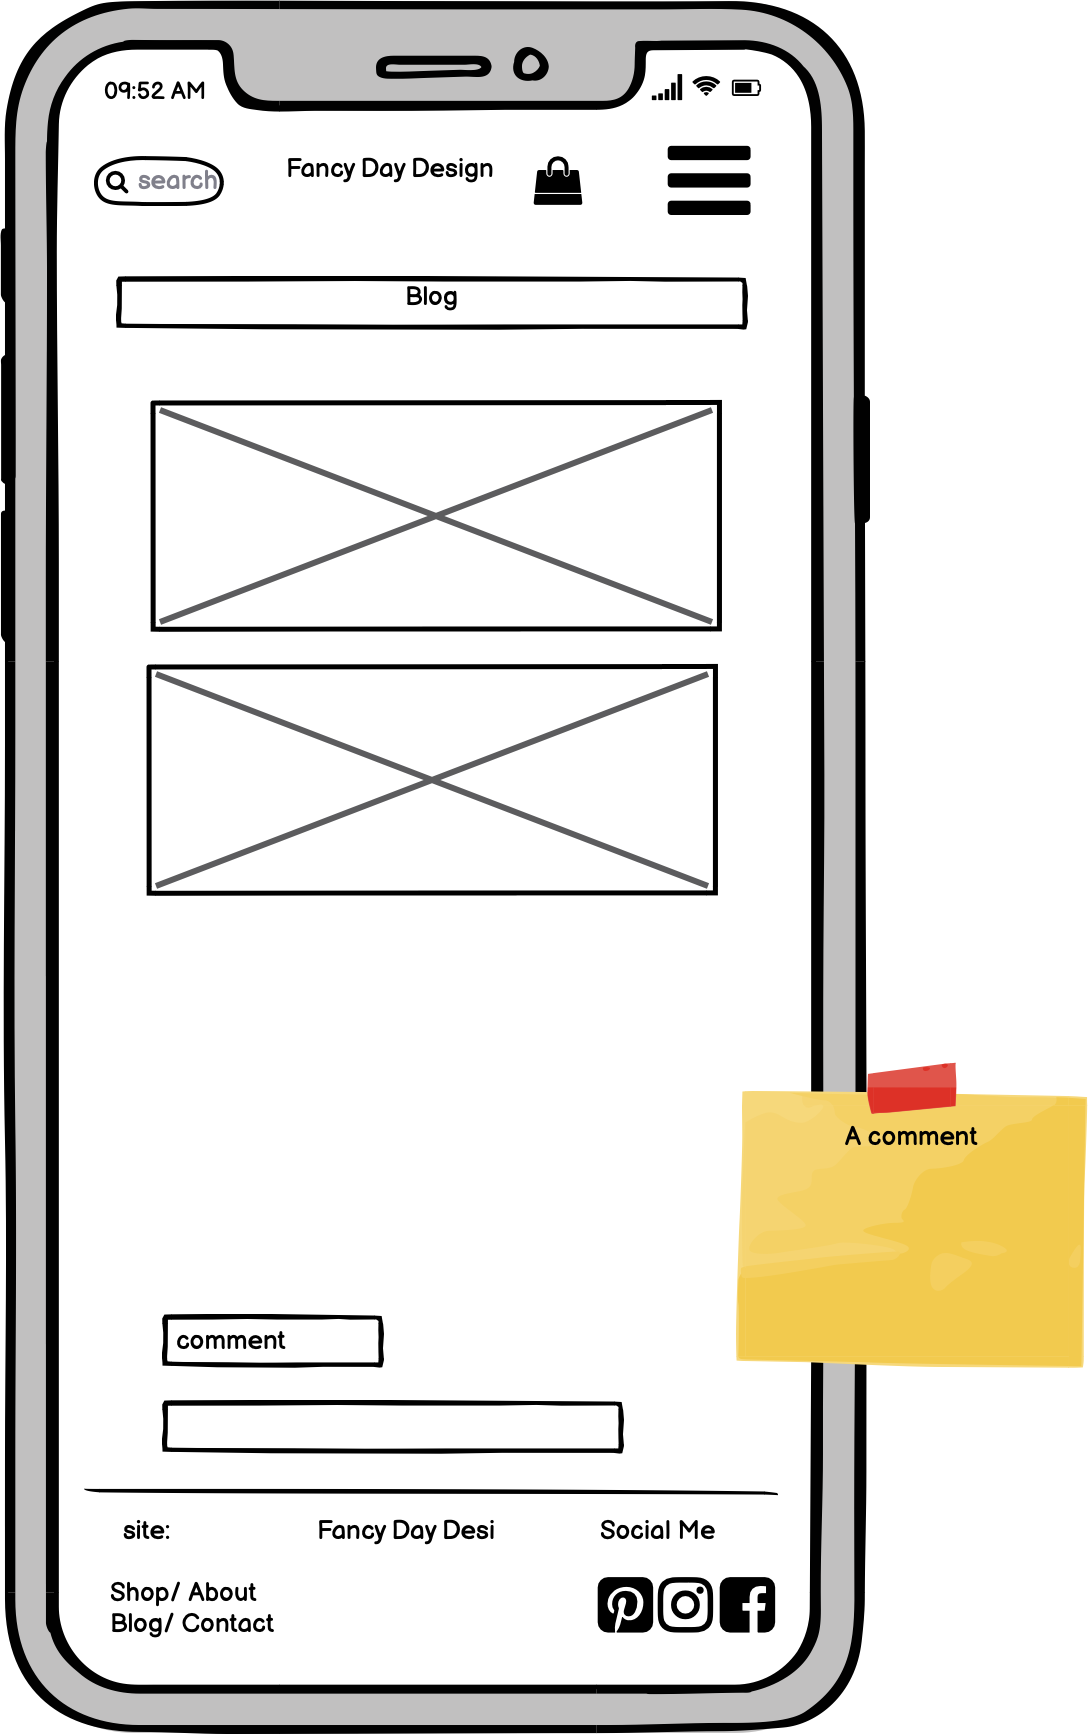 09:52 AM
search
Fancy Day Design
Blog
A comment
comment
site:
Fancy Day Desi
Social Me
Shop/ About
Blog/ Contact